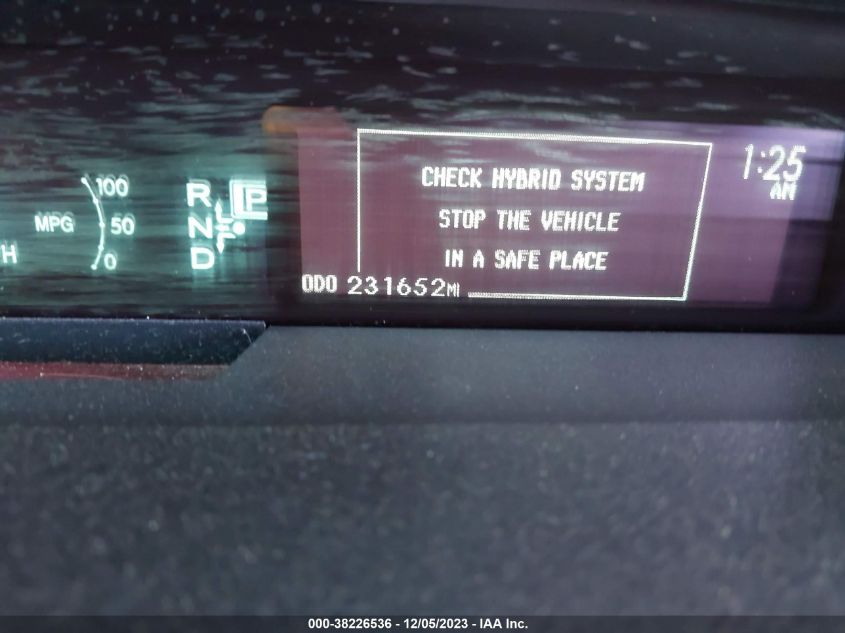 100
MPG
50
0
H
R
P
N
D
CHECK HYBRID SYSTEM
STOP THE VEHICLE
IN A SAFE PLACE
ODO 231652MI
1:25
AM
000-38226536 - 12/05/2023 - IAA Inc.